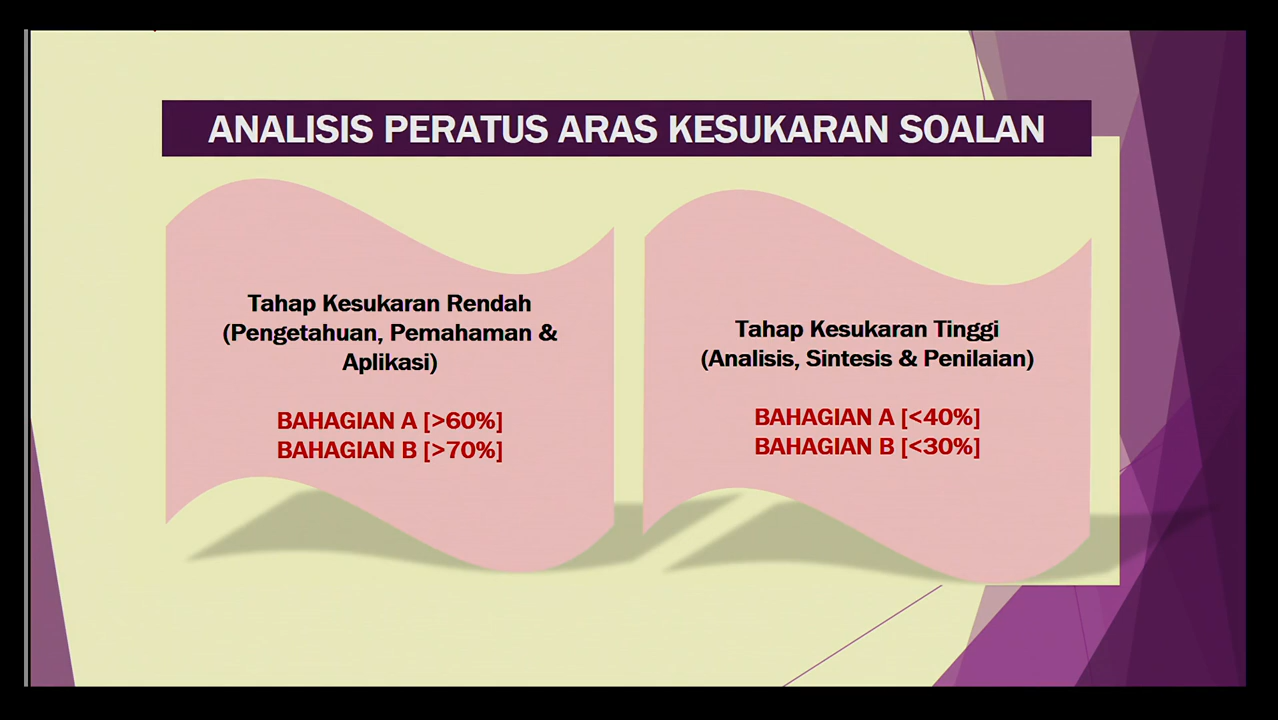 ANALISIS PERATUS ARAS KESUKARAN SOALAN
Tahap Kesukaran Rendah
(Pengetahuan, Pemahaman &
Aplikasi)
BAHAGIAN A [>60%]
BAHAGIAN B [>70%]
Tahap Kesukaran Tinggi
(Analisis, Sintesis & Penilaian)
BAHAGIAN A [<40%]
BAHAGIAN B [<30%]